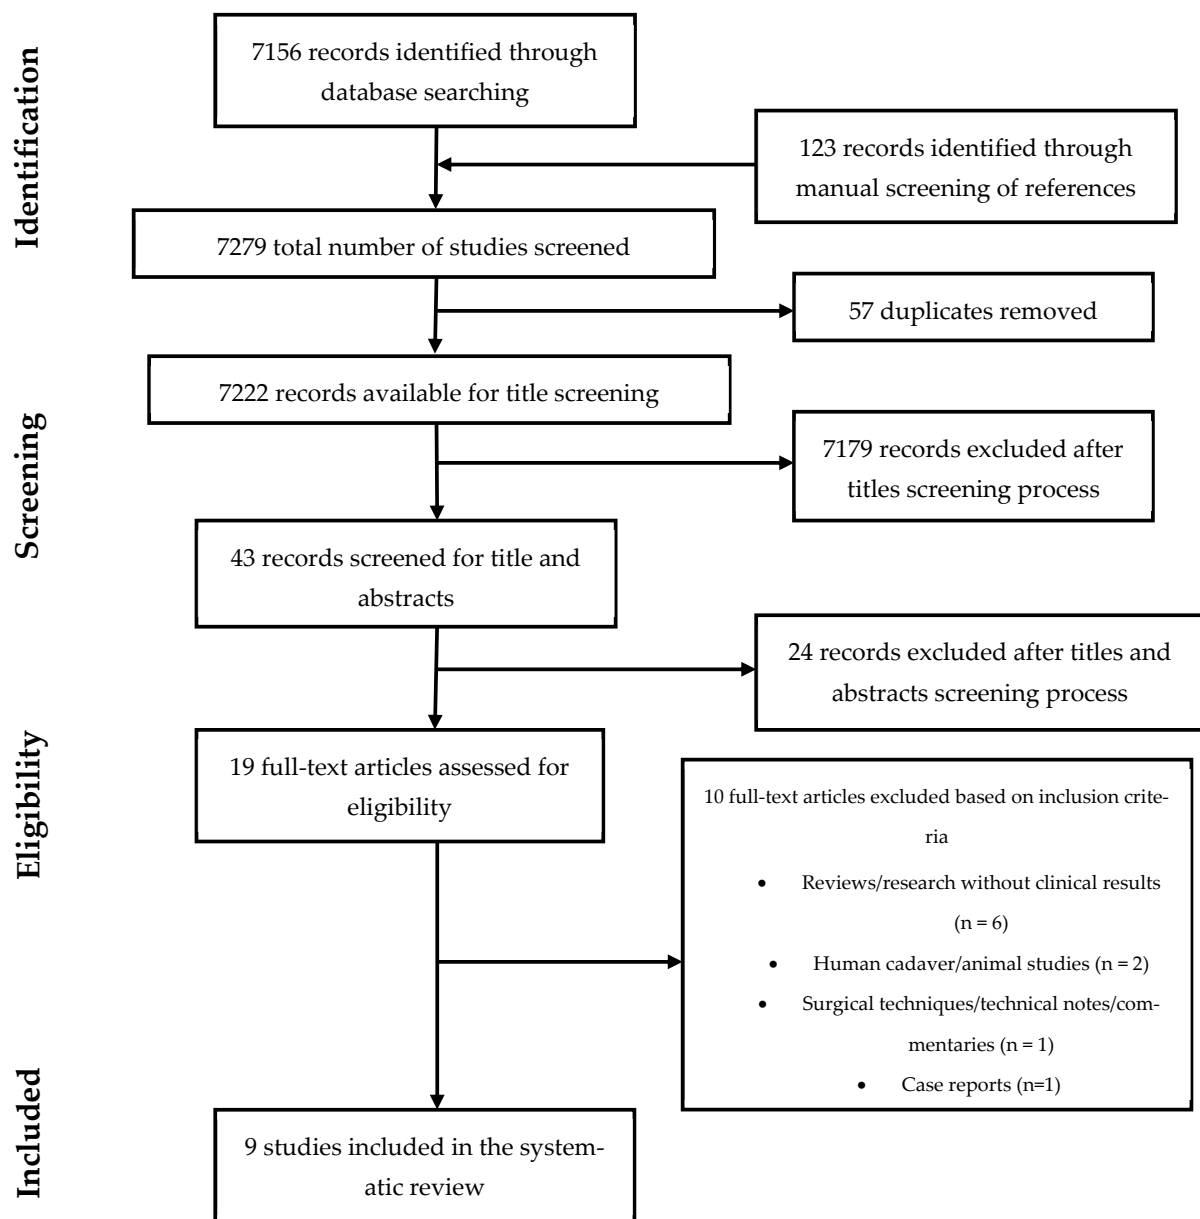 Identification
7156 records identified through
database searching
123 records identified through
manual screening of references
7279 total number of studies screened
57 duplicates removed
Screening
7222 records available for title screening
7179 records excluded after
titles screening process
43 records screened for title and
abstracts
24 records excluded after titles and
abstracts screening process
Eligibility
19 full-text articles assessed for
eligibility
10 full-text articles excluded based on inclusion crite-
ria
• Reviews/research without clinical results
(n = 6)
• Human cadaver/animal studies (n = 2)
• Surgical techniques/technical notes/com-
mentaries (n = 1)
• Case reports (n=1)
Included
9 studies included in the system-
atic review